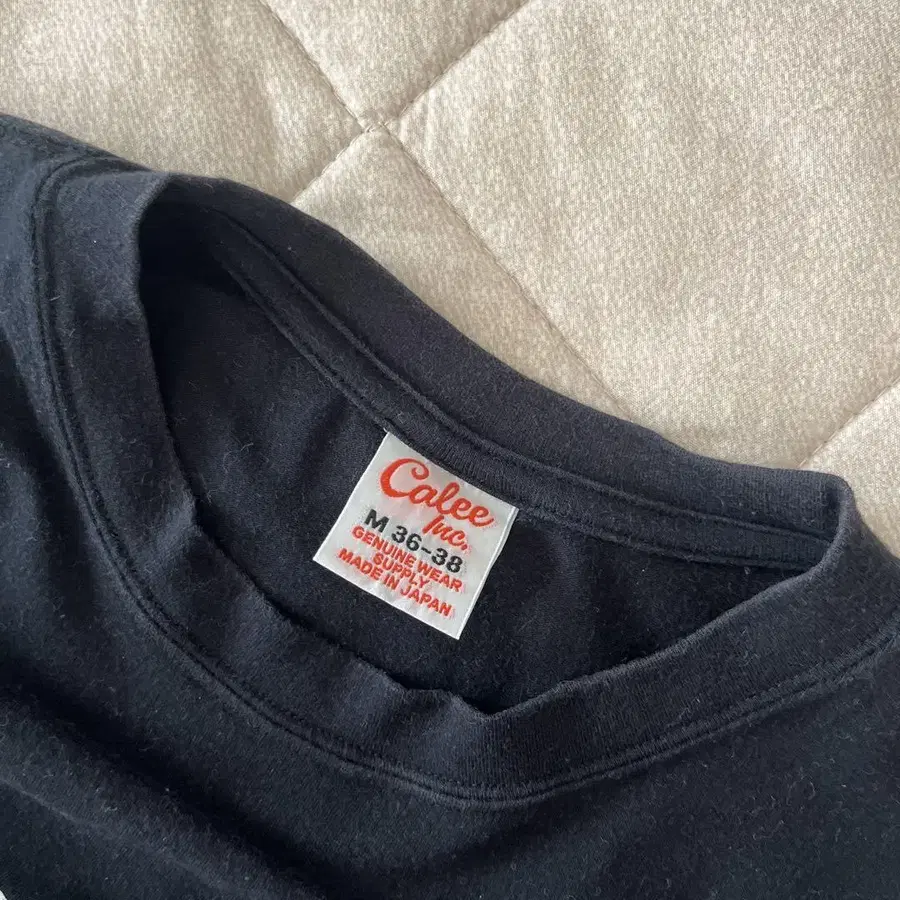 Calee
Inc.
M 36-38
GENUINE WEAR
SUPPLY
MADE IN JAPAN